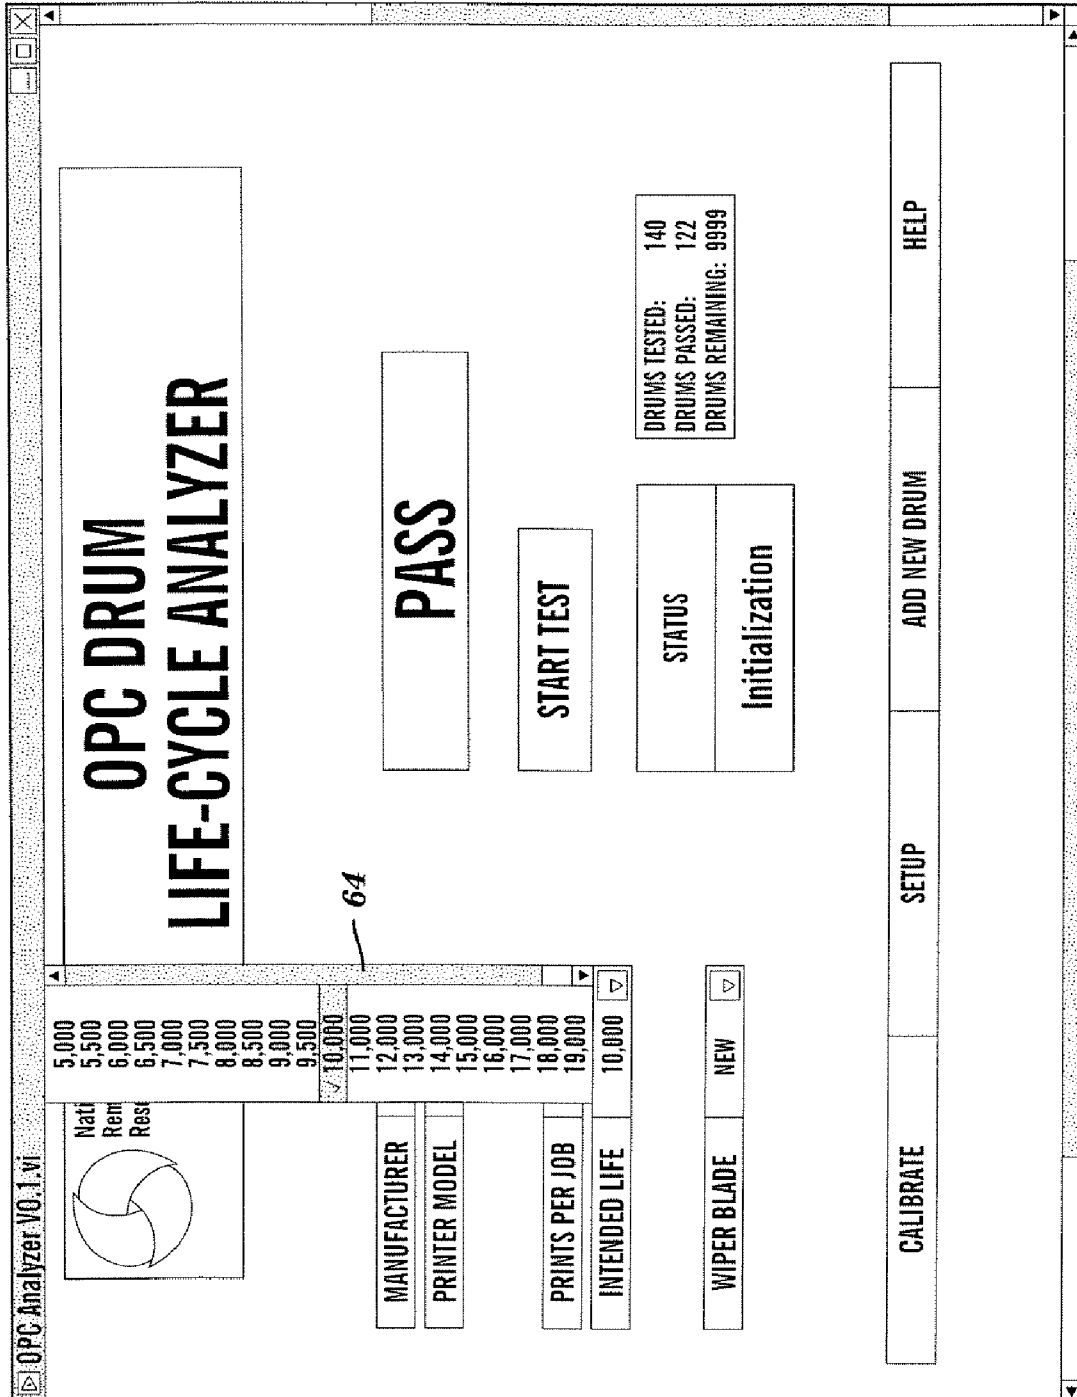 OPC Analyzer V0.1.vi
OPC DRUM
LIFE-CYCLE ANALYZER
Nati
Rem
Rese
5,000
5,500
6,000
6,500
7,000
7,500
8,000
8,500
9,000
9,500
✓ 10,000
11,000
12,000
13,000
14,000
15,000
16,000
17,000
18,000
19,000
64
MANUFACTURER
PRINTER MODEL
PRINTS PER JOB
INTENDED LIFE 10,000
WIPER BLADE NEW
PASS
START TEST
STATUS
Initialization
DRUMS TESTED: 140
DRUMS PASSED: 122
DRUMS REMAINING: 9999
CALIBRATE SETUP ADD NEW DRUM HELP